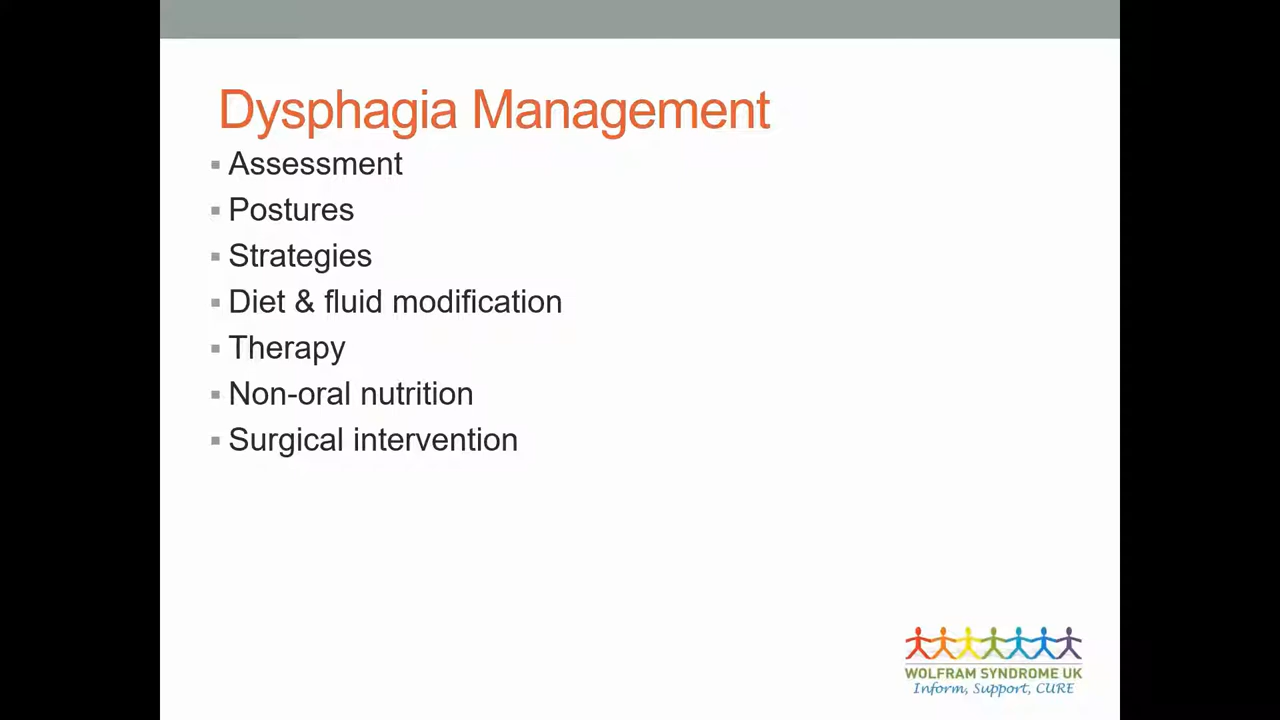 Dysphagia Management
▪ Assessment
▪ Postures
▪ Strategies
▪ Diet & fluid modification
▪ Therapy
▪ Non-oral nutrition
▪ Surgical intervention
WOLFRAM SYNDROME UK
Inform, Support, CURE